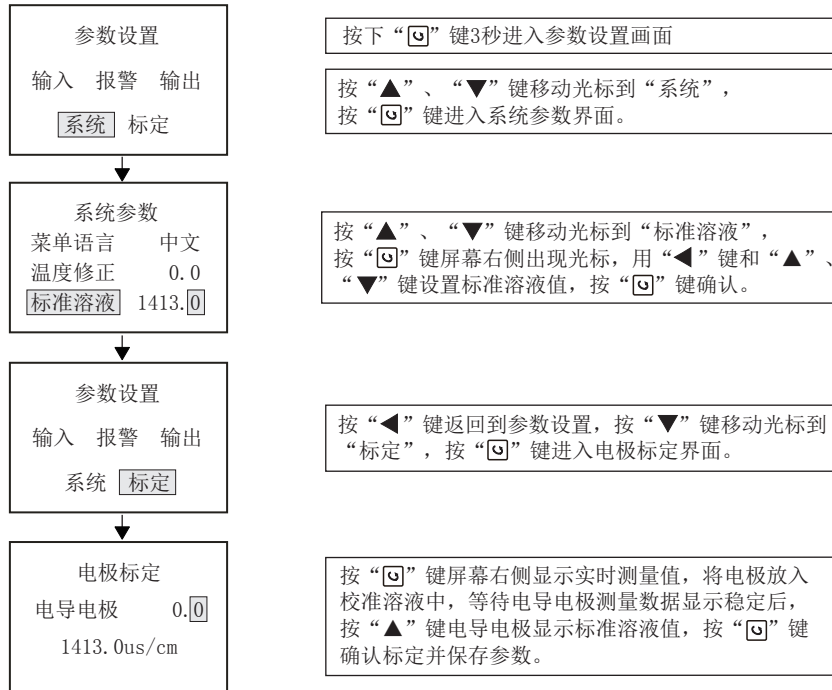 参数设置
输入 报警 输出
系统 标定
按下“”键3秒进入参数设置画面
按“▲”、“▼”键移动光标到“系统”，
按“”键进入系统参数界面。
系统参数
菜单语言 中文
温度修正 0.0
标准溶液 1413.0
按“▲”、“▼”键移动光标到“标准溶液”，
按“”键屏幕右侧出现光标，用“◀”键和“▲”、
“▼”键设置标准溶液值，按“”键确认。
参数设置
输入 报警 输出
系统 标定
按“◀”键返回到参数设置，按“▼”键移动光标到
“标定”，按“”键进入电极标定界面。
电极标定
电导电极 0.0
1413.0us/cm
按“”键屏幕右侧显示实时测量值，将电极放入
校准溶液中，等待电导电极测量数据显示稳定后，
按“▲”键电导电极显示标准溶液值，按“”键
确认标定并保存参数。